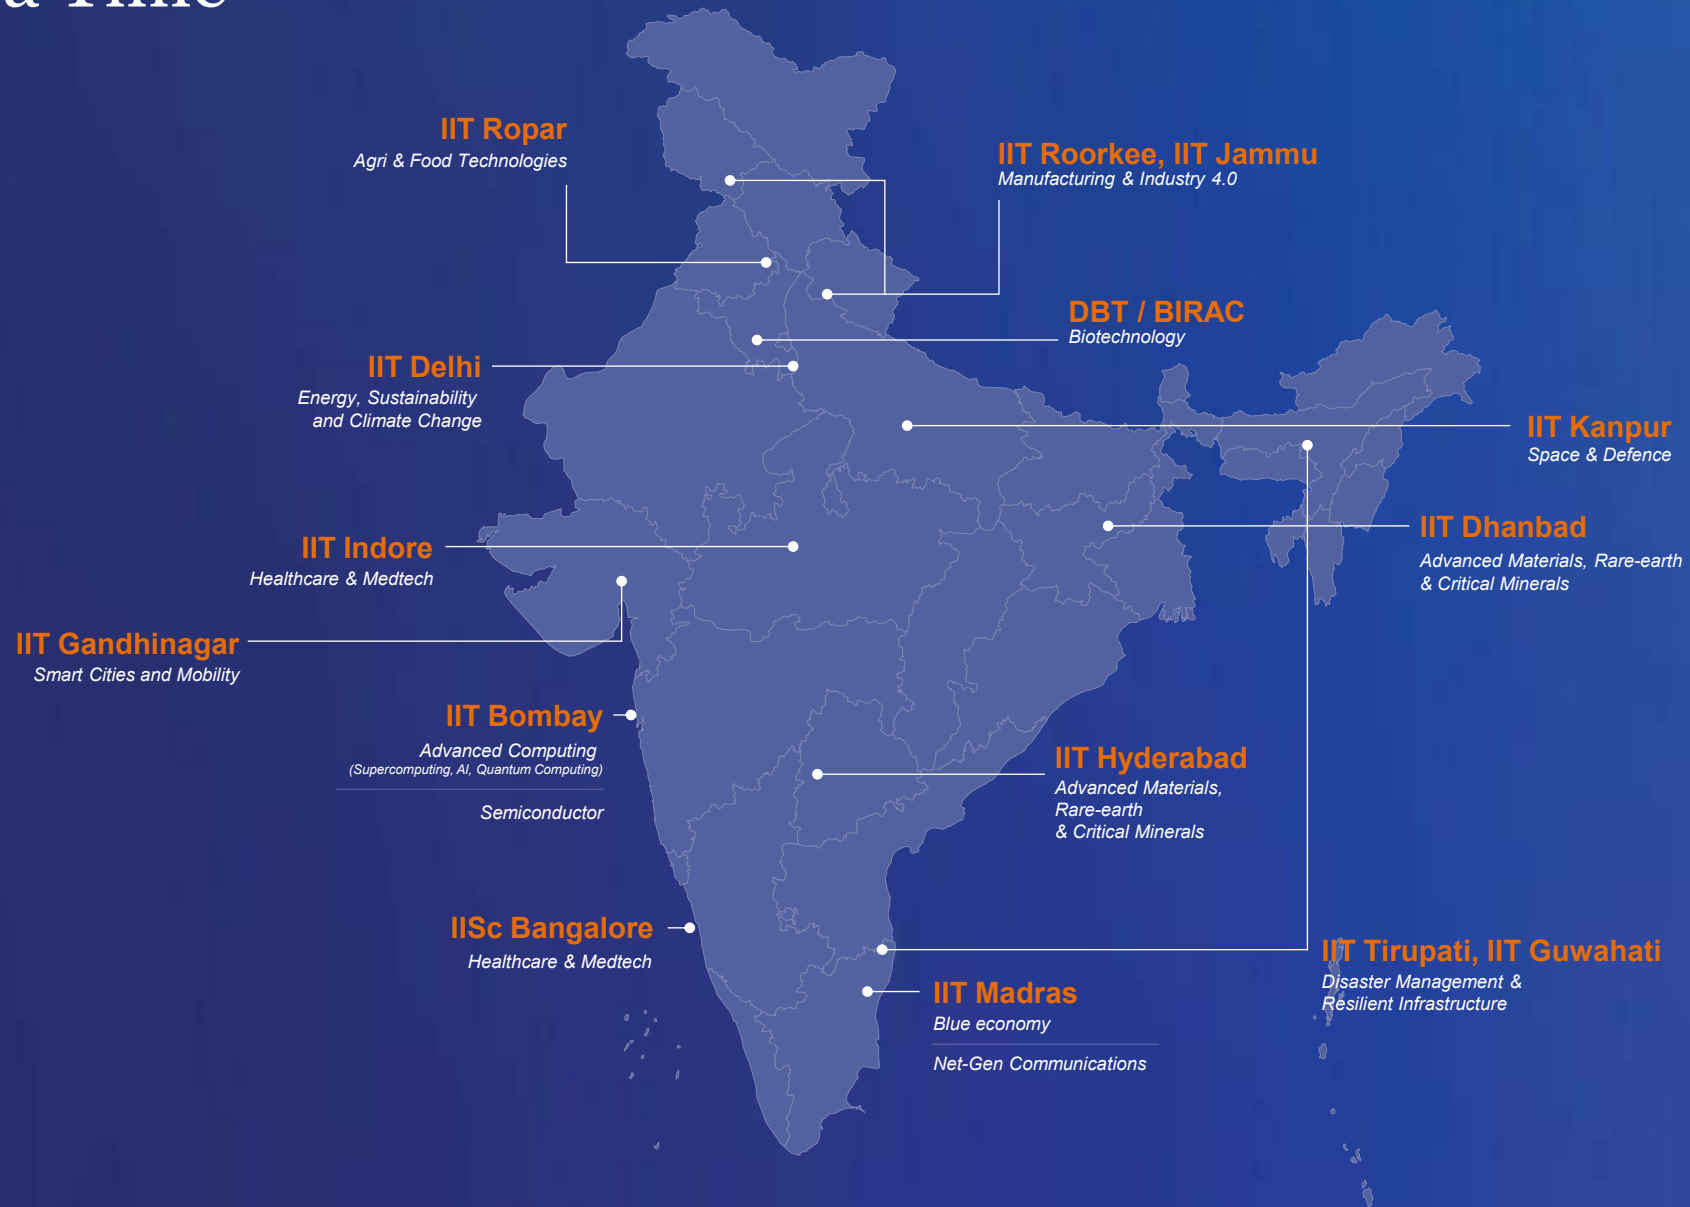 a Time
IIT Ropar
Agri & Food Technologies
IIT Roorkee, IIT Jammu
Manufacturing & Industry 4.0
DBT / BIRAC
Biotechnology
IIT Delhi
Energy, Sustainability
and Climate Change
IIT Kanpur
Space & Defence
IIT Dhanbad
Advanced Materials, Rare-earth
& Critical Minerals
IIT Indore
Healthcare & Medtech
IIT Gandhinagar
Smart Cities and Mobility
IIT Bombay
Advanced Computing
(Supercomputing, AI, Quantum Computing)
Semiconductor
IIT Hyderabad
Advanced Materials,
Rare-earth
& Critical Minerals
IISc Bangalore
Healthcare & Medtech
IIT Tirupati, IIT Guwahati
Disaster Management &
Resilient Infrastructure
IIT Madras
Blue economy
Net-Gen Communications